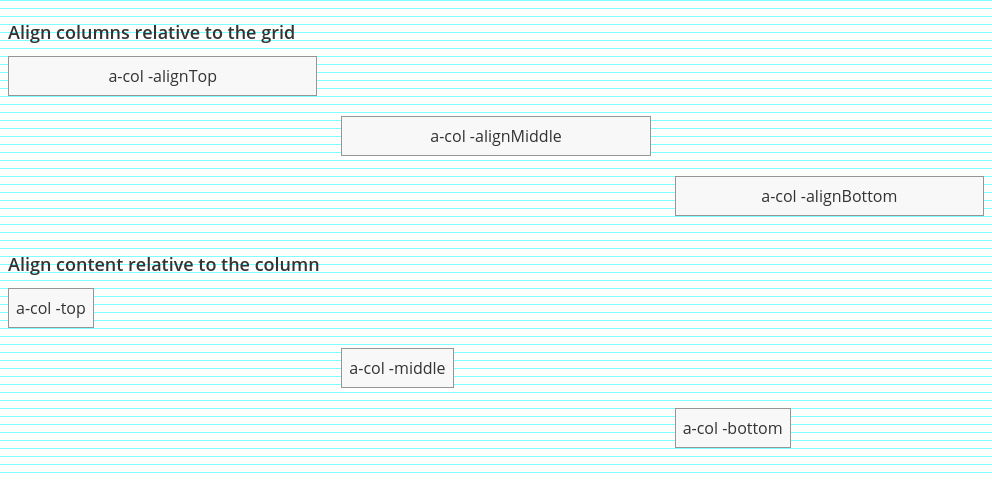 Align columns relative to the grid
a-col -alignTop
a-col -alignMiddle
a-col -alignBottom
Align content relative to the column
a-col -top
a-col -middle
a-col -bottom